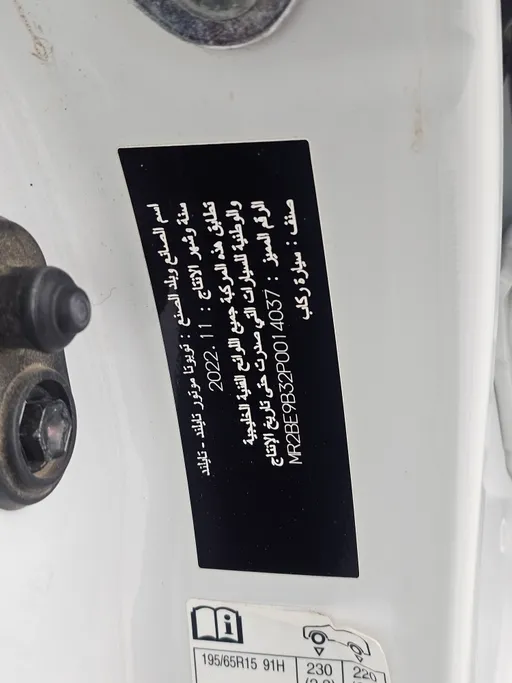 اسم الصانع وبلد الصنع : تويوتا موتور تايلند - تايلند
سنة وشهر الانتاج : 2022.11
تطابق هذه المركبة جميع اللوائح الفنية الخليجية
والوطنية للسيارات التي صدرت حتى تاريخ الإنتاج
الرقم المميز : MR2BE9B32P0014037
صنف : سيارة ركاب
i
195/65R15 91H
230
220